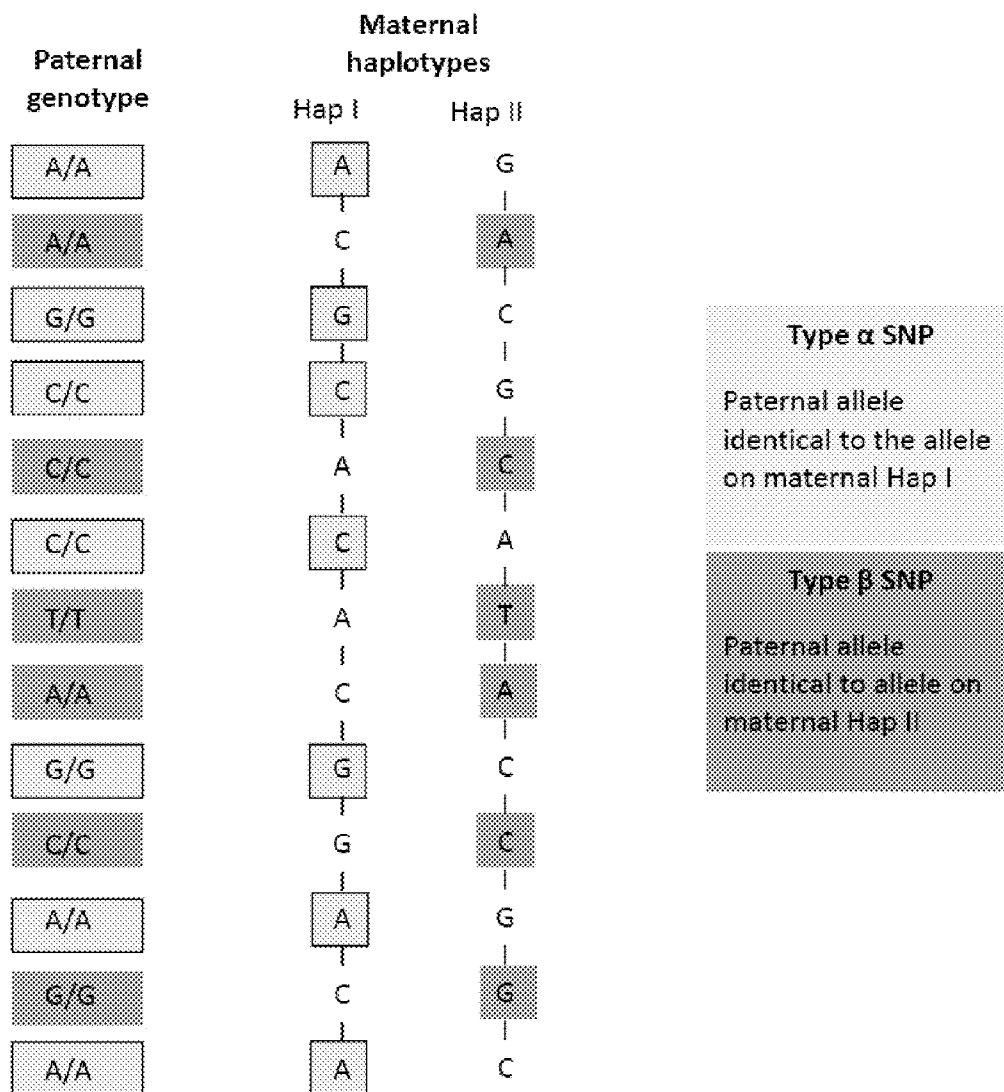 Paternal
genotype
Maternal
haplotypes
Hap I
Hap II
A/A A G
A/A C A
G/G G C
C/C C G
C/C A C
C/C C A
T/T A T
A/A C A
G/G G C
C/C G C
A/A A G
G/G C G
A/A A C
Type α SNP
Paternal allele
identical to the allele
on maternal Hap I
Type β SNP
Paternal allele
identical to allele on
maternal Hap II